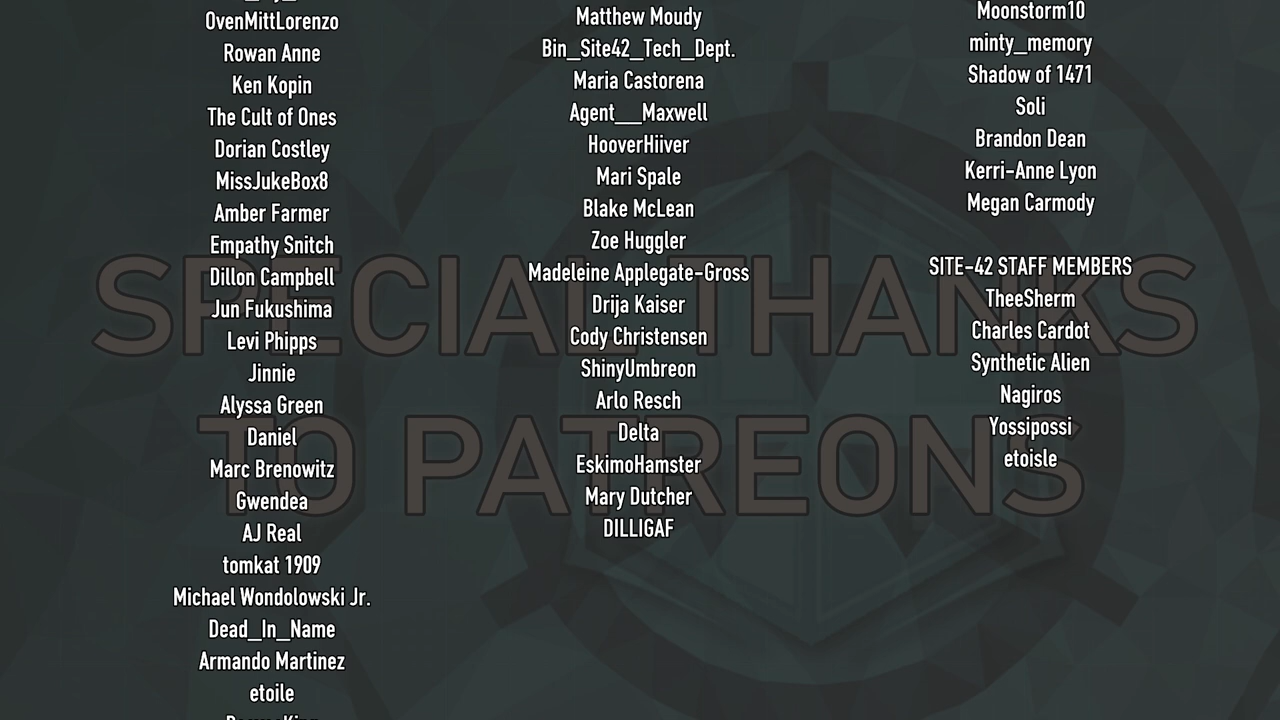 OvenMittLorenzo
Rowan Anne
Ken Kopin
The Cult of Ones
Dorian Costley
MissJukeBox8
Amber Farmer
Empathy Snitch
Dillon Campbell
Jun Fukushima
Levi Phipps
Jinnie
Alyssa Green
Daniel
Marc Brenowitz
Gwendea
AJ Real
tomkat 1909
Michael Wondolowski Jr.
Dead_In_Name
Armando Martinez
etoile
Matthew Moudy
Bin_Site42_Tech_Dept.
Maria Castorena
Agent__Maxwell
HooverHiiver
Mari Spale
Blake McLean
Zoe Huggler
Madeleine Applegate-Gross
Drija Kaiser
Cody Christensen
ShinyUmbreon
Arlo Resch
Delta
EskimoHamster
Mary Dutcher
DILLIGAF
Moonstorm10
minty_memory
Shadow of 1471
Soli
Brandon Dean
Kerri-Anne Lyon
Megan Carmody
SITE-42 STAFF MEMBERS
TheeSherm
Charles Cardot
Synthetic Alien
Nagiros
Yossipossi
etoisle
SPECIAL THANKS
TO PATREONS